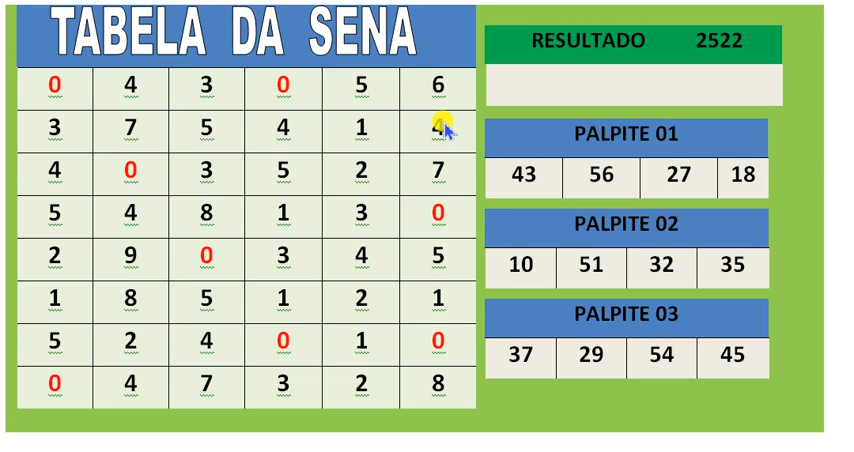 TABELA DA SENA
0 4 3 0 5 6
3 7 5 4 1 4
4 0 3 5 2 7
5 4 8 1 3 0
2 9 0 3 4 5
1 8 5 1 2 1
5 2 4 0 1 0
0 4 7 3 2 8
RESULTADO 2522
PALPITE 01
43 56 27 18
PALPITE 02
10 51 32 35
PALPITE 03
37 29 54 45